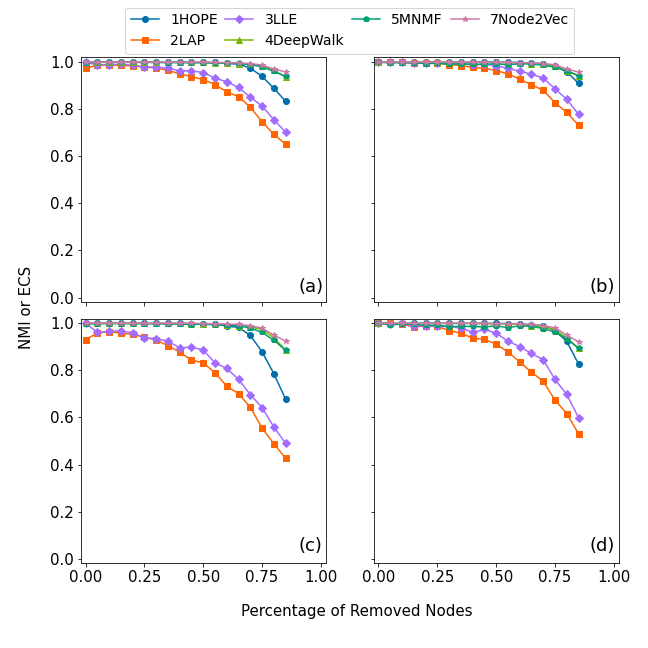 1HOPE 3LLE 5MNMF 7Node2Vec
2LAP 4DeepWalk
1.0
0.8
0.6
0.4
0.2
0.0
(a) (b)
NMI or ECS
1.0
0.8
0.6
0.4
0.2
0.0
(c) (d)
0.00 0.25 0.50 0.75 1.00 0.00 0.25 0.50 0.75 1.00
Percentage of Removed Nodes